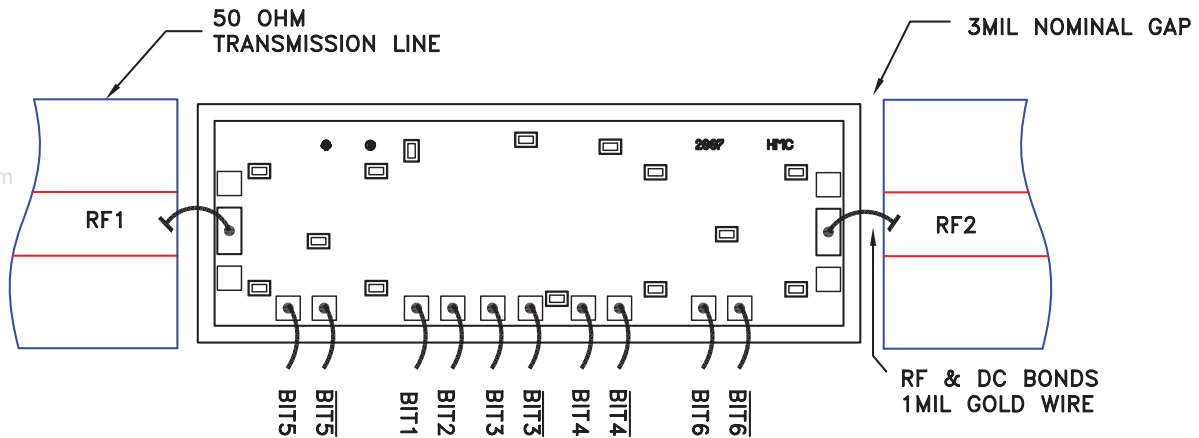 50 OHM
TRANSMISSION LINE
3MIL NOMINAL GAP
2007 HMC
m
RF1
RF2
BIT5 BIT5 BIT1 BIT2 BIT3 BIT3 BIT4 BIT4 BIT6 BIT6
RF & DC BONDS
1MIL GOLD WIRE